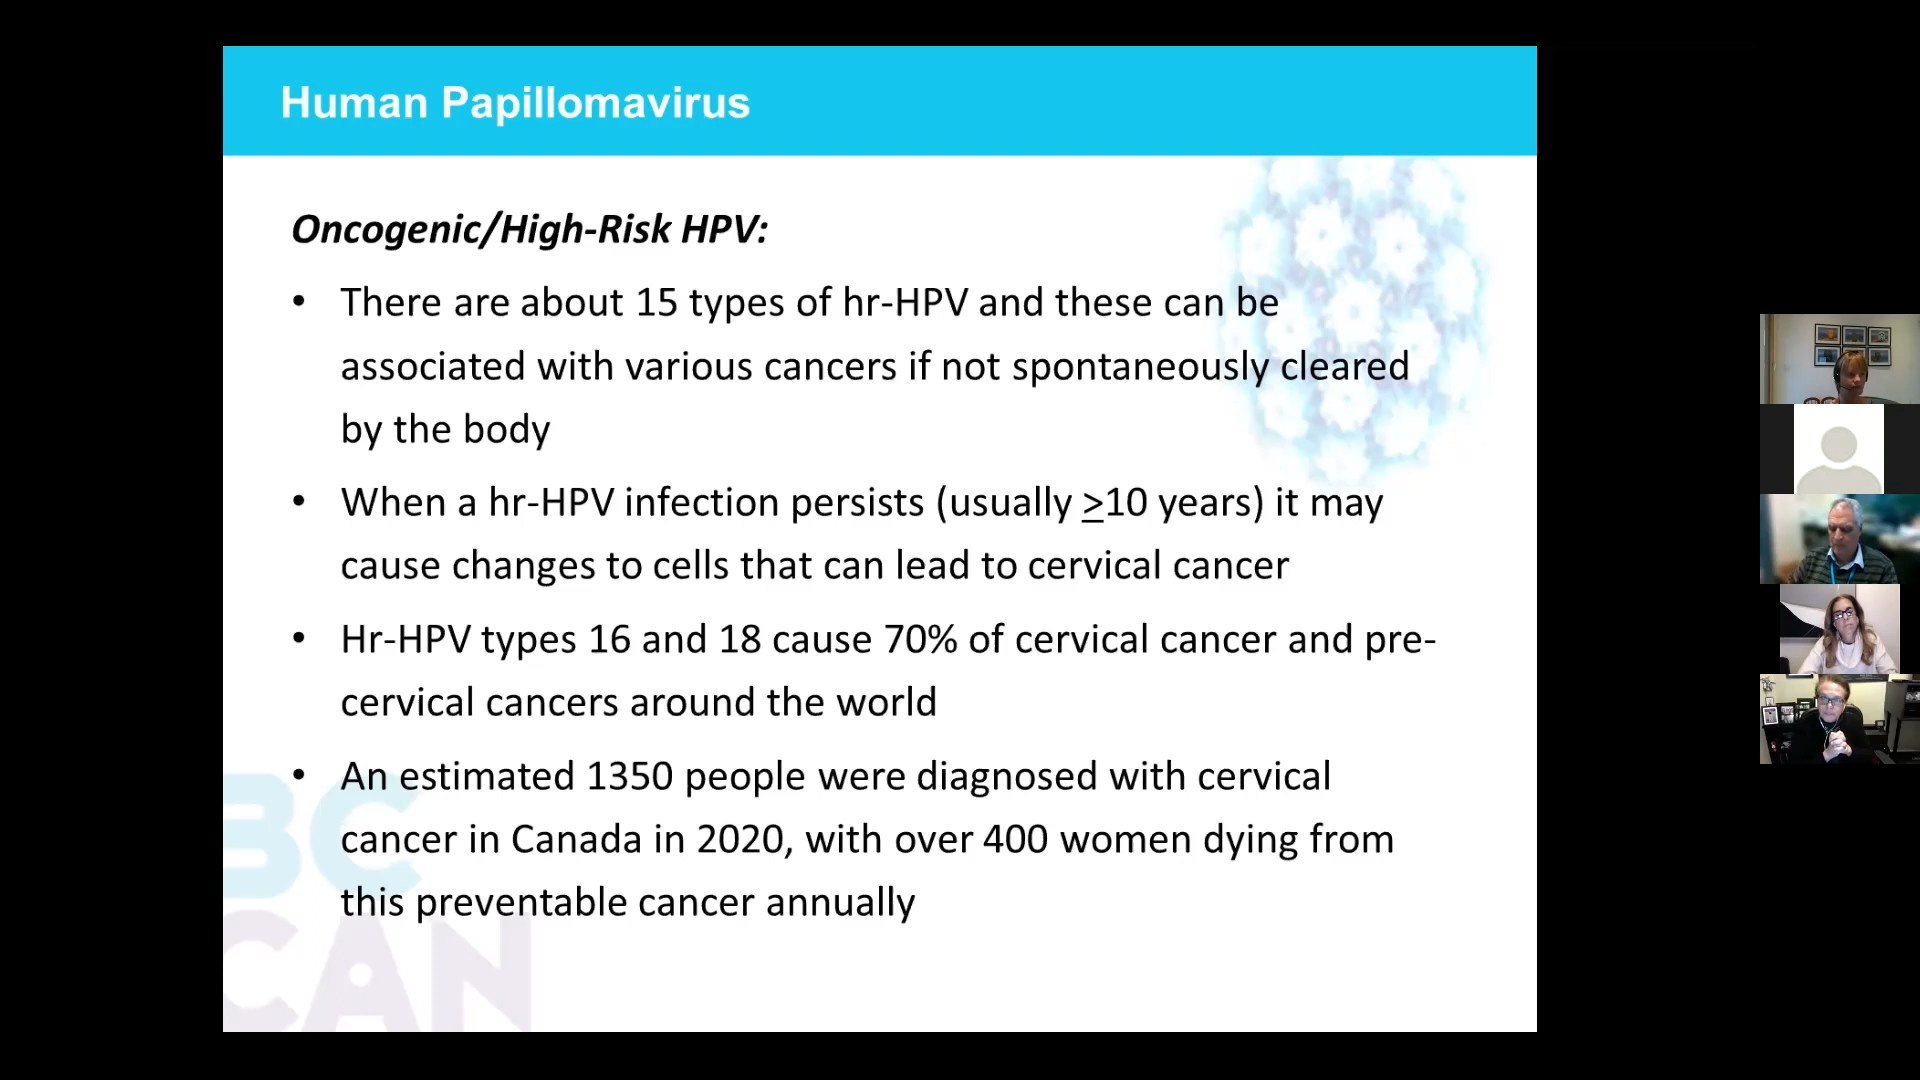 Human Papillomavirus
Oncogenic/High-Risk HPV:
• There are about 15 types of hr-HPV and these can be
associated with various cancers if not spontaneously cleared
by the body
• When a hr-HPV infection persists (usually ≥10 years) it may
cause changes to cells that can lead to cervical cancer
• Hr-HPV types 16 and 18 cause 70% of cervical cancer and pre-
cervical cancers around the world
• An estimated 1350 people were diagnosed with cervical
cancer in Canada in 2020, with over 400 women dying from
this preventable cancer annually
BC
CAN